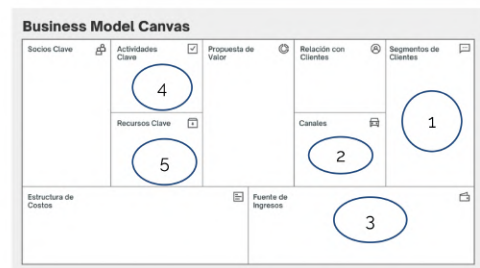 Business Model Canvas
Socios Clave
Actividades
Clave
4
Recursos Clave
5
Propuesta de
Valor
Relación con
Clientes
Canales
2
Segmentos de
Clientes
1
Estructura de
Costos
Fuente de
Ingresos
3